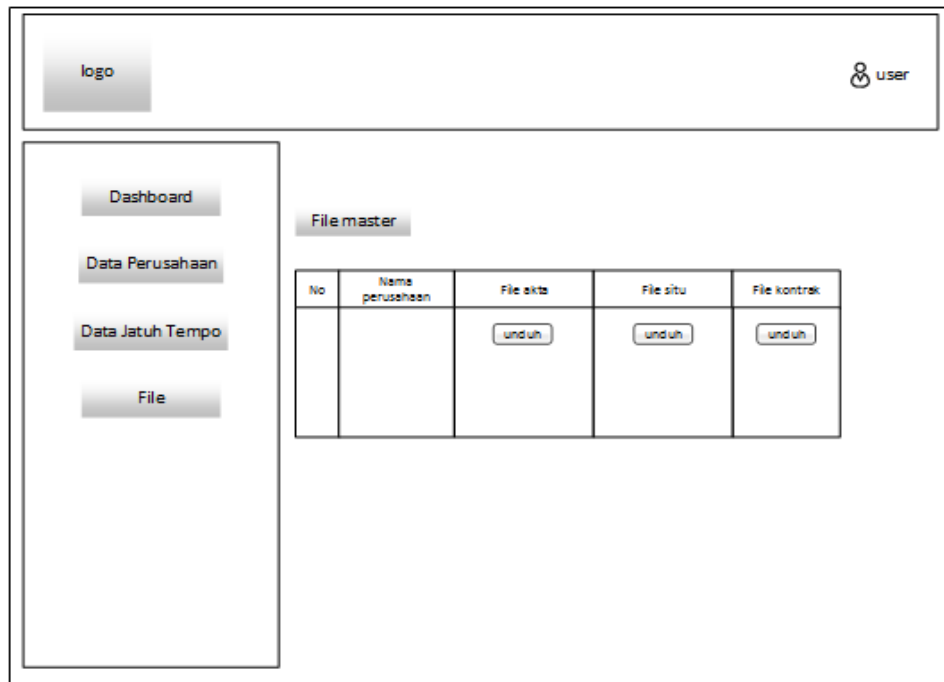 logo
user
Dashboard
Data Perusahaan
Data Jatuh Tempo
File
File master
No
Nama
perusahaan
File akta
File situ
File kontrak
unduh
unduh
unduh